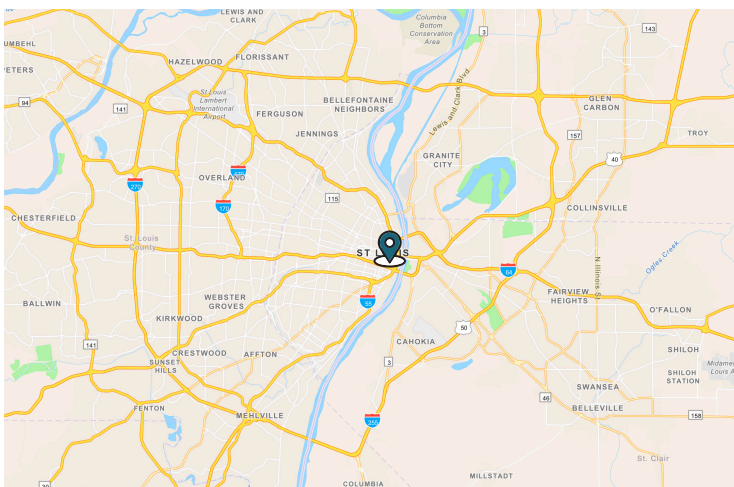 LEWIS AND
CLARK
Columbia
Bottom
Conservation
Area
3
143
UMBEHL
FLORISSANT
HAZELWOOD
PETERS
94
141
St Louis
Lambert
International
Airport
FERGUSON
BELLEFONTAINE
NEIGHBORS
Lewis and Clark Blvd
GLEN
CARBON
JENNINGS
157
TROY
GRANITE
CITY
40
OVERLAND
270
170
115
COLLINSVILLE
CHESTERFIELD
St. Louis
County
ST LOUIS
N Illinois St
Ogles Creek
64
BALLWIN
WEBSTER
GROVES
55
FAIRVIEW
HEIGHTS
O'FALLON
KIRKWOOD
50
141
CRESTWOOD
AFFTON
CAHOKIA
SUNSET
HILLS
3
SHILOH
SHILOH
STATION
SWANSEA
46
BELLEVILLE
FENTON
MEHLVILLE
255
158
St. Clair
30
COLUMBIA
MILLSTADT